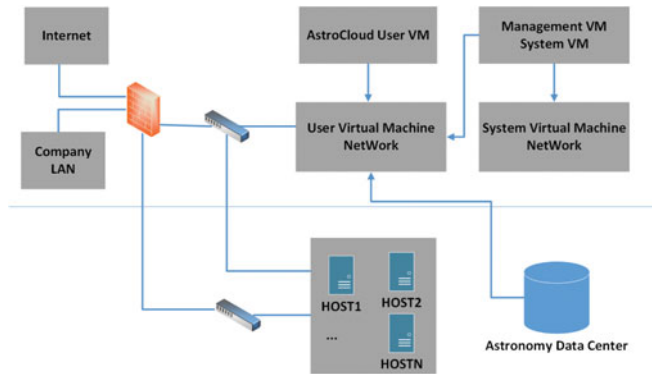 Internet
AstroCloud User VM
Management VM
System VM
Company
LAN
User Virtual Machine
NetWork
System Virtual Machine
NetWork
HOST1
HOST2
...
HOSTN
Astronomy Data Center